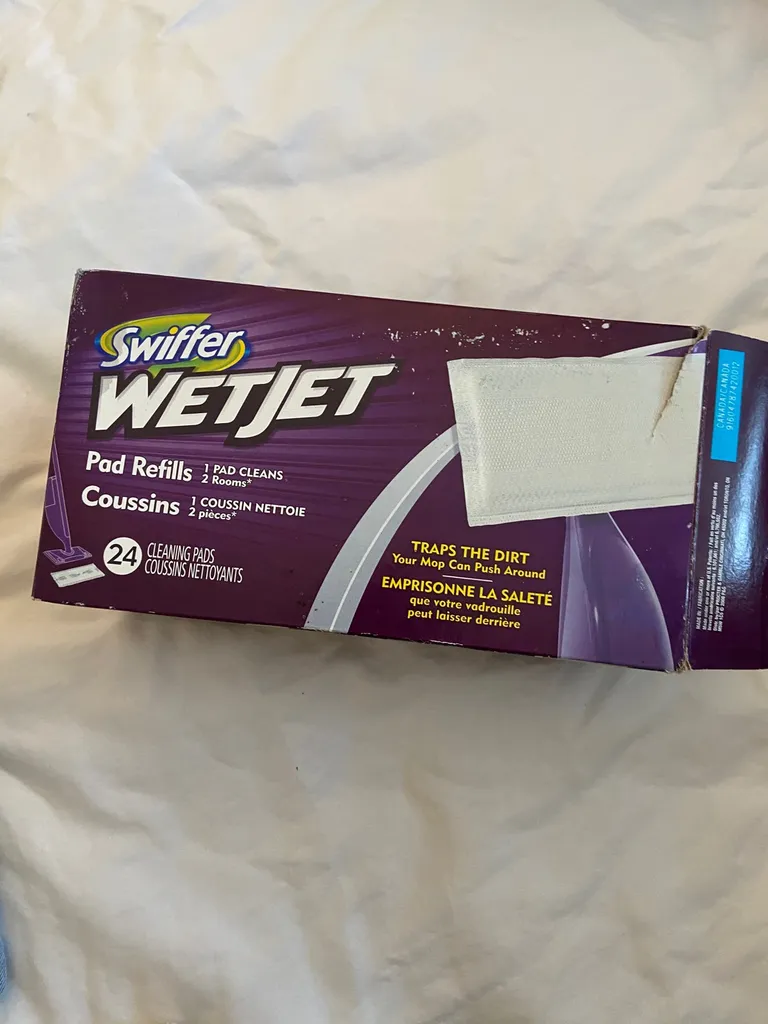 Swiffer
WETJET
Pad Refills 1 PAD CLEANS
2 Rooms*
Coussins 1 COUSSIN NETTOIE
2 pièces*
24 CLEANING PADS
COUSSINS NETTOYANTS
TRAPS THE DIRT
Your Mop Can Push Around
EMPRISONNE LA SALETÉ
que votre vadrouille
peut laisser derrière
CANADA/CANADA